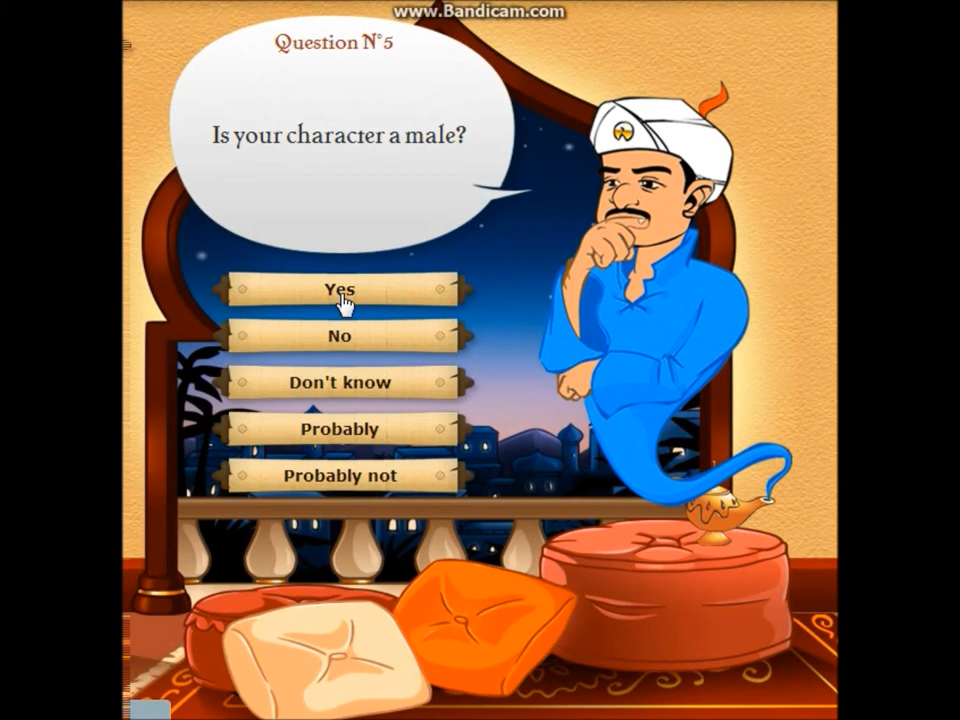 www.Bandicam.com
Question N°5
Is your character a male?
Yes
No
Don't know
Probably
Probably not